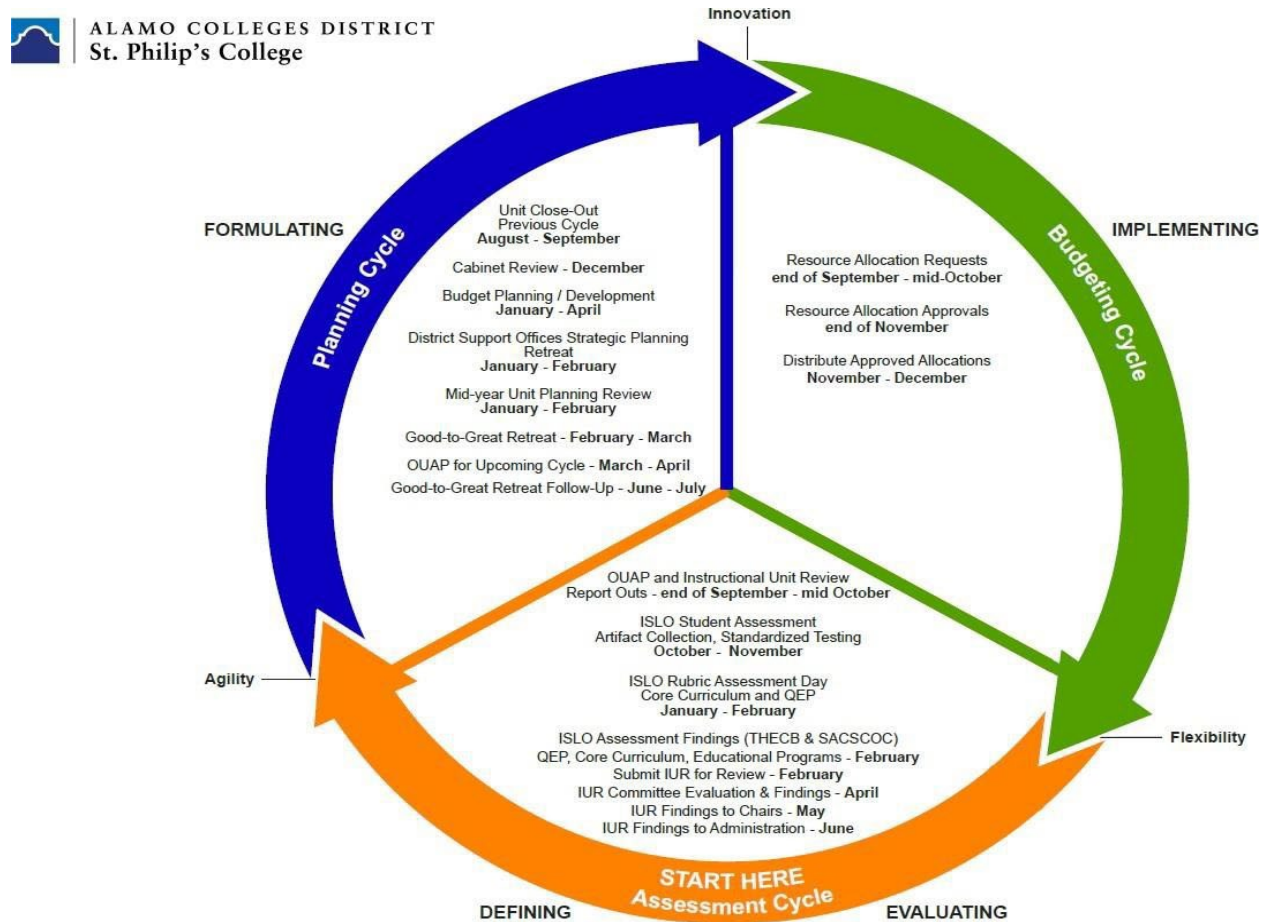 ALAMO COLLEGES DISTRICT
St. Philip's College
Innovation
FORMULATING
Planning Cycle
Unit Close-Out
Previous Cycle
August - September
Cabinet Review - December
Budget Planning / Development
January - April
District Support Offices Strategic Planning
Retreat
January - February
Mid-year Unit Planning Review
January - February
Good-to-Great Retreat - February - March
OUAP for Upcoming Cycle - March - April
Good-to-Great Retreat Follow-Up - June - July
IMPLEMENTING
Budgeting Cycle
Resource Allocation Requests
end of September - mid-October
Resource Allocation Approvals
end of November
Distribute Approved Allocations
November - December
Agility
Flexibility
OUAP and Instructional Unit Review
Report Outs - end of September - mid October
ISLO Student Assessment
Artifact Collection, Standardized Testing
October - November
ISLO Rubric Assessment Day
Core Curriculum and QEP
January - February
ISLO Assessment Findings (THECB & SACSCOC)
QEP, Core Curriculum, Educational Programs - February
Submit IUR for Review - February
IUR Committee Evaluation & Findings - April
IUR Findings to Chairs - May
IUR Findings to Administration - June
START HERE
Assessment Cycle
DEFINING
EVALUATING